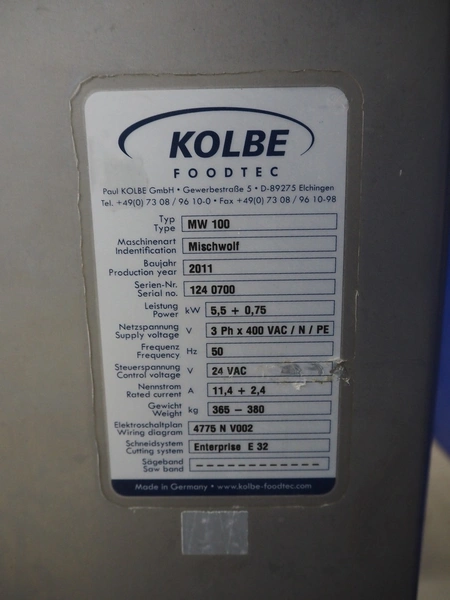 KOLBE
FOODTEC
Paul KOLBE GmbH • Gewerbestraße 5 • D-89275 Elchingen
Tel. +49(0) 73 08 / 96 10-0 • Fax +49(0) 73 08 / 96 10-98
Typ
Type MW 100
Maschinenart
Indentification Mischwolf
Baujahr
Production year 2011
Serien-Nr.
Serial no. 124 0700
Leistung
Power kW 5,5 + 0,75
Netzspannung
Supply voltage V 3 Ph x 400 VAC / N / PE
Frequenz
Frequency Hz 50
Steuerspannung
Control voltage V 24 VAC
Nennstrom
Rated current A 11,4 + 2,4
Gewicht
Weight kg 365 – 380
Elektroschaltplan
Wiring diagram 4775 N V002
Schneidsystem
Cutting system Enterprise E 32
Sägeband
Saw band – – – – – – – – – – – –
Made in Germany • www.kolbe-foodtec.com